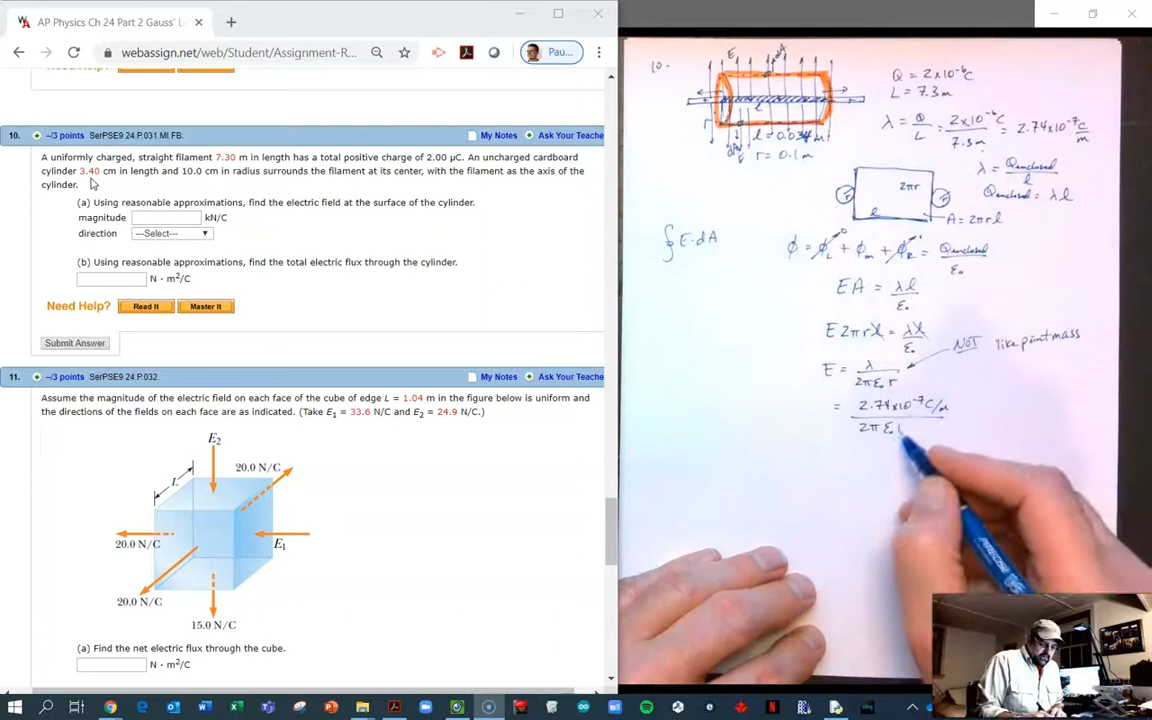 AP Physics Ch 24 Part 2 Gauss' La
webassign.net/web/Student/Assignment-R...
Pau...
10. −/3 points SerPSE9 24.P.031.MI.FB.
My Notes
Ask Your Teache
A uniformly charged, straight filament 7.30 m in length has a total positive charge of 2.00 µC. An uncharged cardboard
cylinder 3.40 cm in length and 10.0 cm in radius surrounds the filament at its center, with the filament as the axis of the
cylinder.
(a) Using reasonable approximations, find the electric field at the surface of the cylinder.
magnitude kN/C
direction ---Select---
(b) Using reasonable approximations, find the total electric flux through the cylinder.
N · m²/C
Need Help? Read It Master It
Submit Answer
11. −/3 points SerPSE9 24.P.032.
My Notes
Ask Your Teache
Assume the magnitude of the electric field on each face of the cube of edge L = 1.04 m in the figure below is uniform and
the directions of the fields on each face are as indicated. (Take E₁ = 33.6 N/C and E₂ = 24.9 N/C.)
E₂
20.0 N/C
L
20.0 N/C
E₁
20.0 N/C
15.0 N/C
(a) Find the net electric flux through the cube.
N · m²/C
10.
E
dA
l
r
l = 0.034 m
r = 0.1 m
Q = 2x10⁻⁶C
L = 7.3m
λ = Q/L = 2x10⁻⁶C/7.3m = 2.74x10⁻⁷ C/m
λ = Qenclosed/l
Qenclosed = λl
2πr
l
A = 2πrl
∮E·dA
ϕ = ϕL + ϕm + ϕR = Qenclosed/ε₀
EA = λl/ε₀
E2πrl = λl/ε₀
E = λ/2πε₀r
NOT like point mass
= 2.74x10⁻⁷C/m
2πε₀